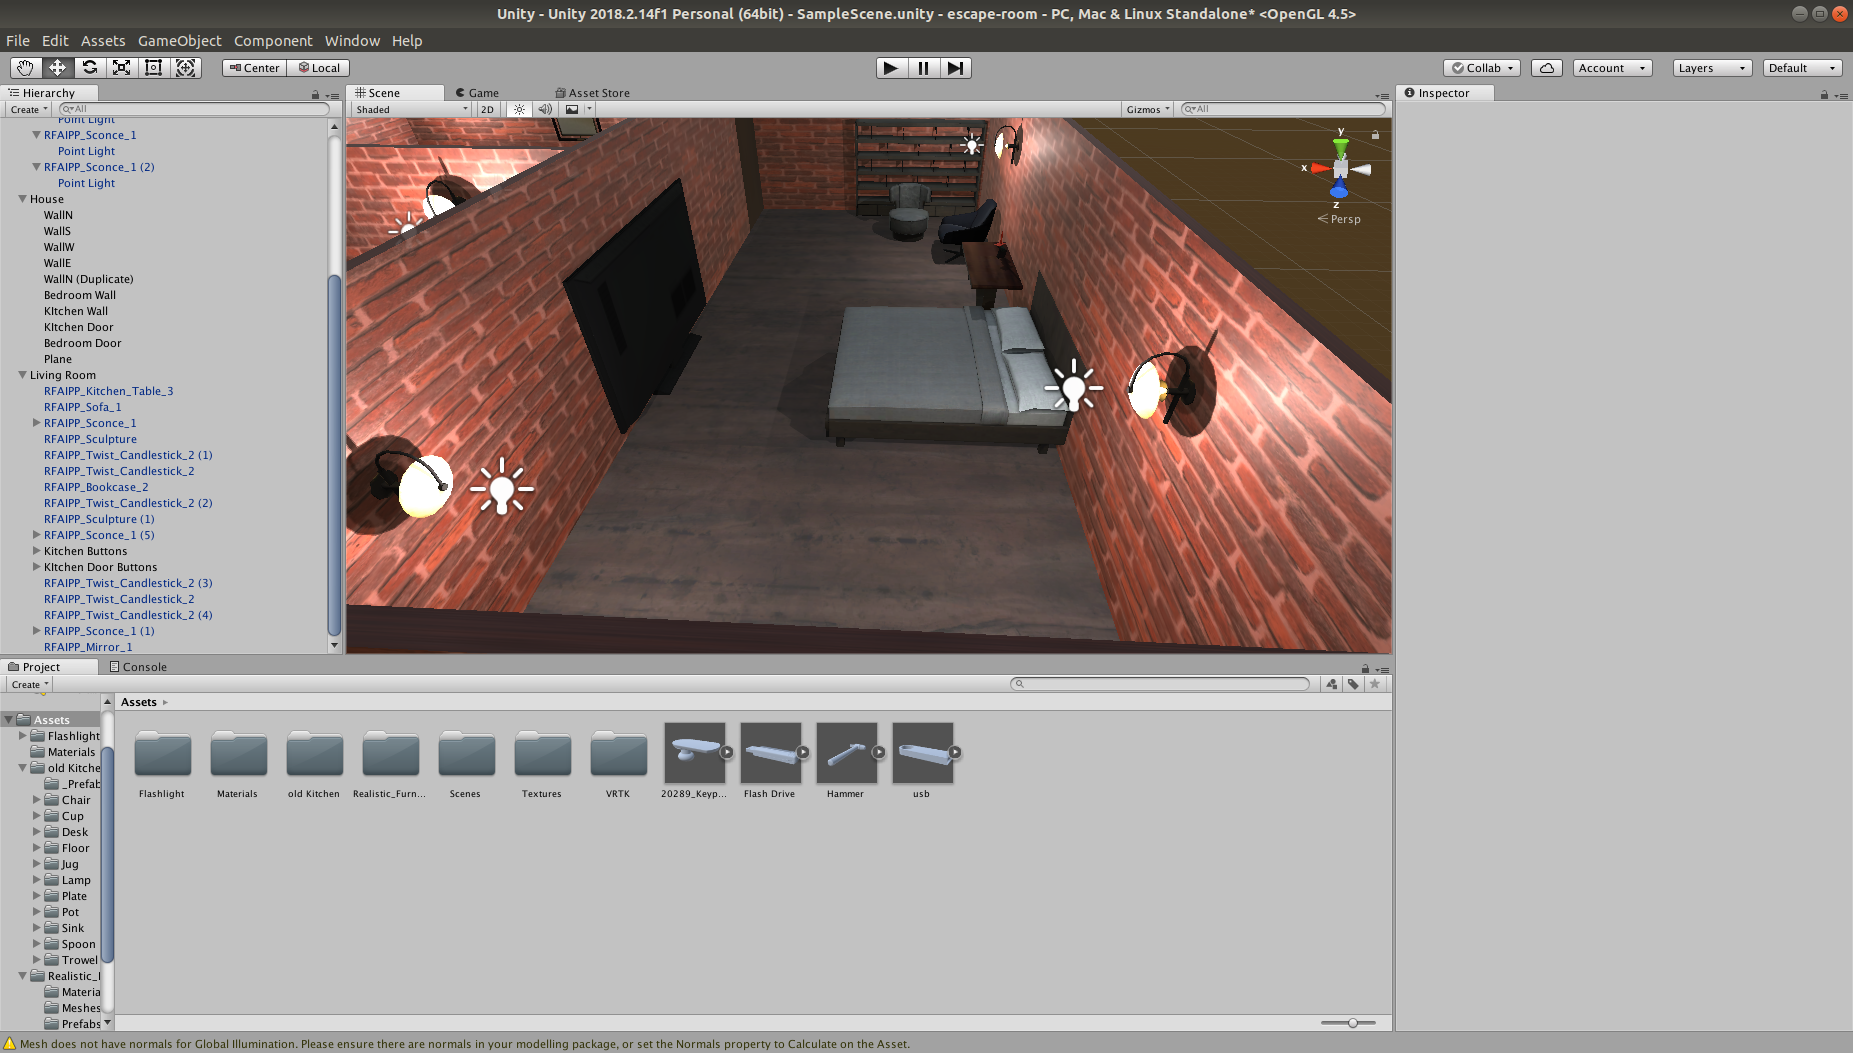 Unity - Unity 2018.2.14f1 Personal (64bit) - SampleScene.unity - escape-room - PC, Mac & Linux Standalone* <OpenGL 4.5>
File Edit Assets GameObject Component Window Help
Center Local Collab Account Layers Default
Hierarchy
Create All
Point Light
RFAIPP_Sconce_1
Point Light
RFAIPP_Sconce_1 (2)
Point Light
House
WallN
WallS
WallW
WallE
WallN (Duplicate)
Bedroom Wall
KItchen Wall
KItchen Door
Bedroom Door
Plane
Living Room
RFAIPP_Kitchen_Table_3
RFAIPP_Sofa_1
RFAIPP_Sconce_1
RFAIPP_Sculpture
RFAIPP_Twist_Candlestick_2 (1)
RFAIPP_Twist_Candlestick_2
RFAIPP_Bookcase_2
RFAIPP_Twist_Candlestick_2 (2)
RFAIPP_Sculpture (1)
RFAIPP_Sconce_1 (5)
Kitchen Buttons
KItchen Door Buttons
RFAIPP_Twist_Candlestick_2 (3)
RFAIPP_Twist_Candlestick_2
RFAIPP_Twist_Candlestick_2 (4)
RFAIPP_Sconce_1 (1)
RFAIPP_Mirror_1
Scene Game Asset Store
Shaded 2D Gizmos All
y
x
z
Persp
Inspector
Project Console
Create
Assets
Flashlight
Materials
old Kitche
_Prefab
Chair
Cup
Desk
Floor
Jug
Lamp
Plate
Pot
Sink
Spoon
Trowel
Realistic_
Materia
Meshes
Prefabs
Assets
Flashlight Materials old Kitchen Realistic_Furn... Scenes Textures VRTK 20289_Keyp... Flash Drive Hammer usb
Mesh does not have normals for Global Illumination. Please ensure there are normals in your modelling package, or set the Normals property to Calculate on the Asset.